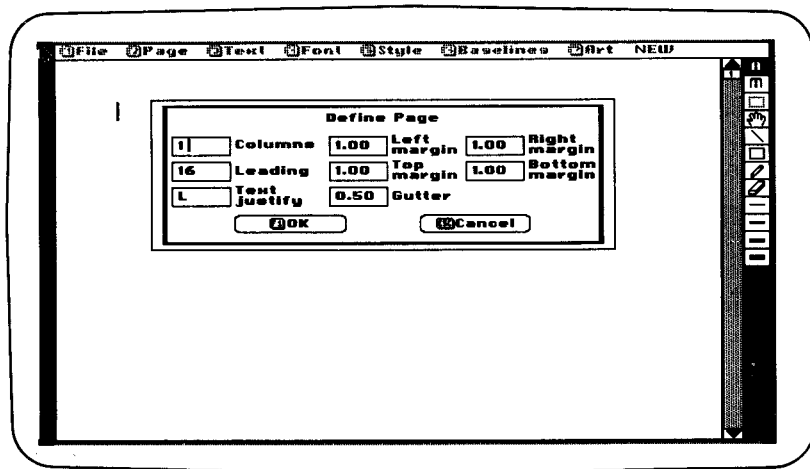 File Page Text Font Style Baselines Art NEW
Define Page
1 Columns 1.00 Left margin 1.00 Right margin
16 Leading 1.00 Top margin 1.00 Bottom margin
L Text justify 0.50 Gutter
OK Cancel
1